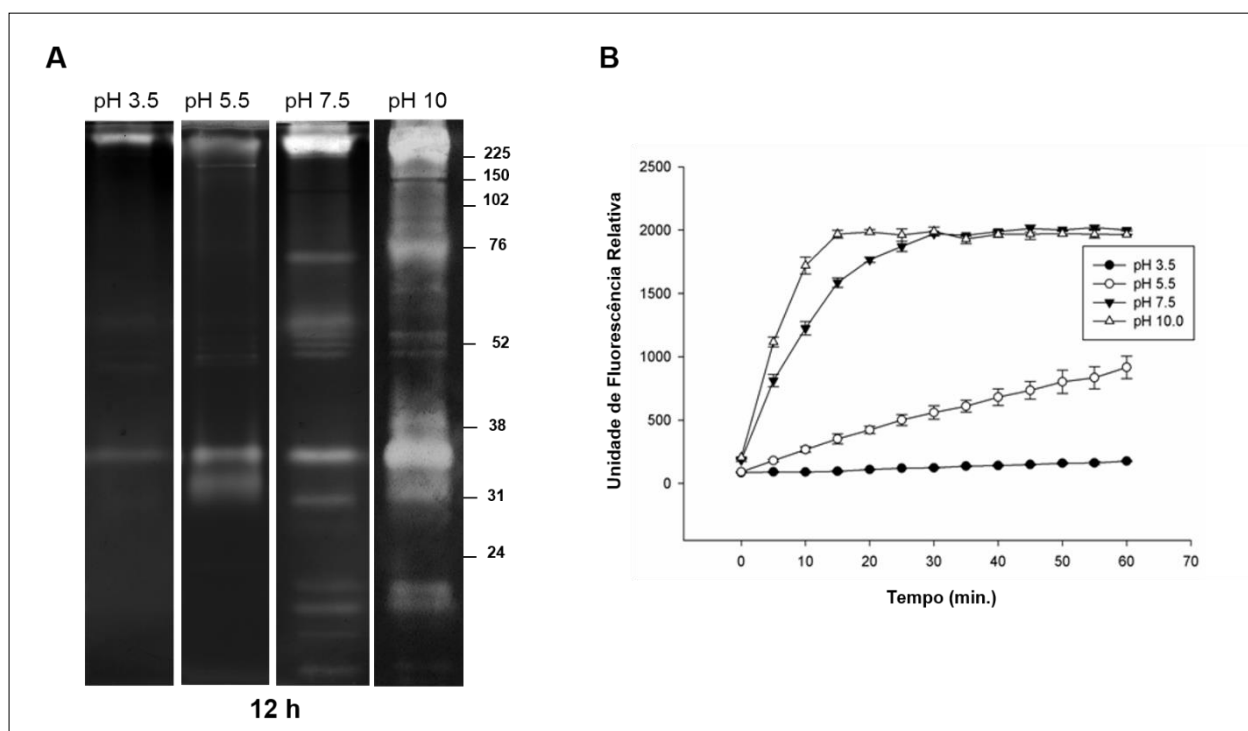 A
pH 3.5 pH 5.5 pH 7.5 pH 10
225
150
102
76
52
38
31
24
12 h
B
Unidade de Fluorescência Relativa
2500
2000
1500
1000
500
0
0 10 20 30 40 50 60 70
Tempo (min.)
pH 3.5
pH 5.5
pH 7.5
pH 10.0